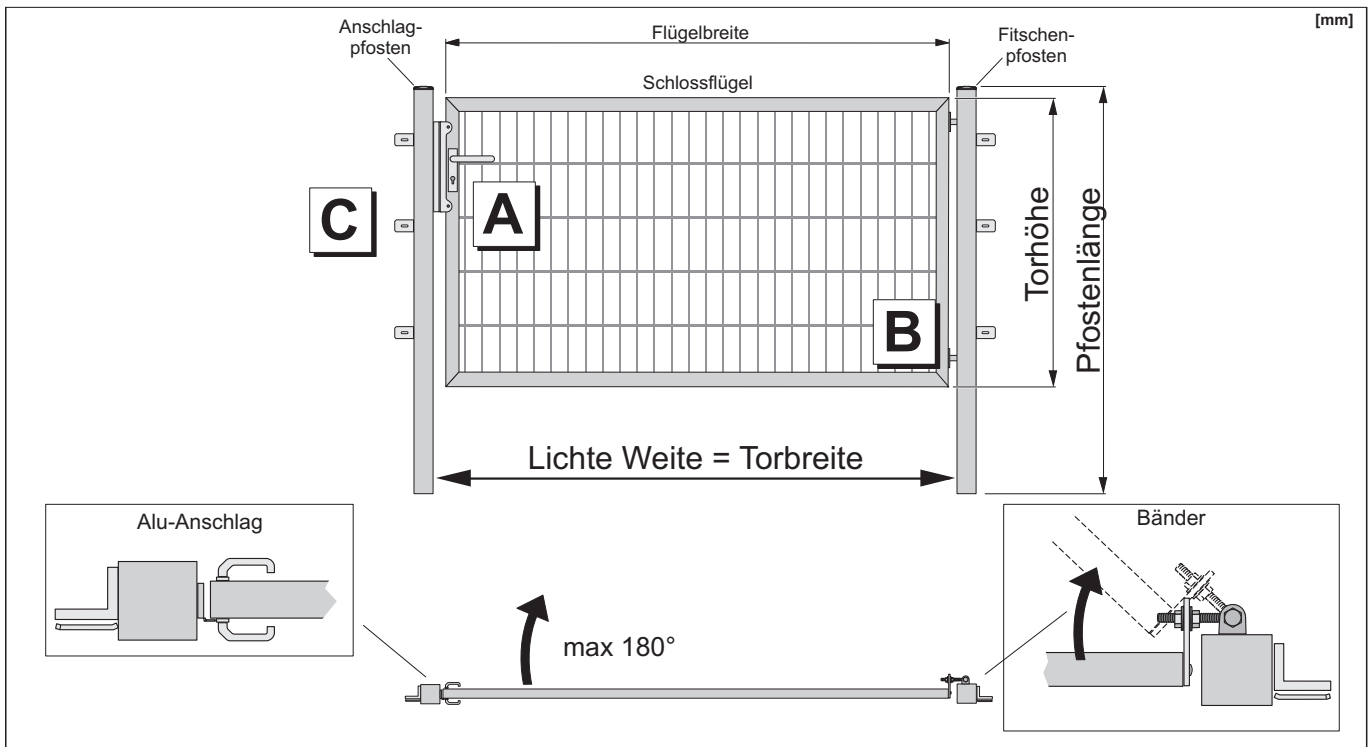 [mm]
Anschlag-
pfosten
Flügelbreite
Fitschen-
pfosten
Schlossflügel
A
C
B
Torhöhe
Pfostenlänge
Lichte Weite = Torbreite
Alu-Anschlag
Bänder
max 180°